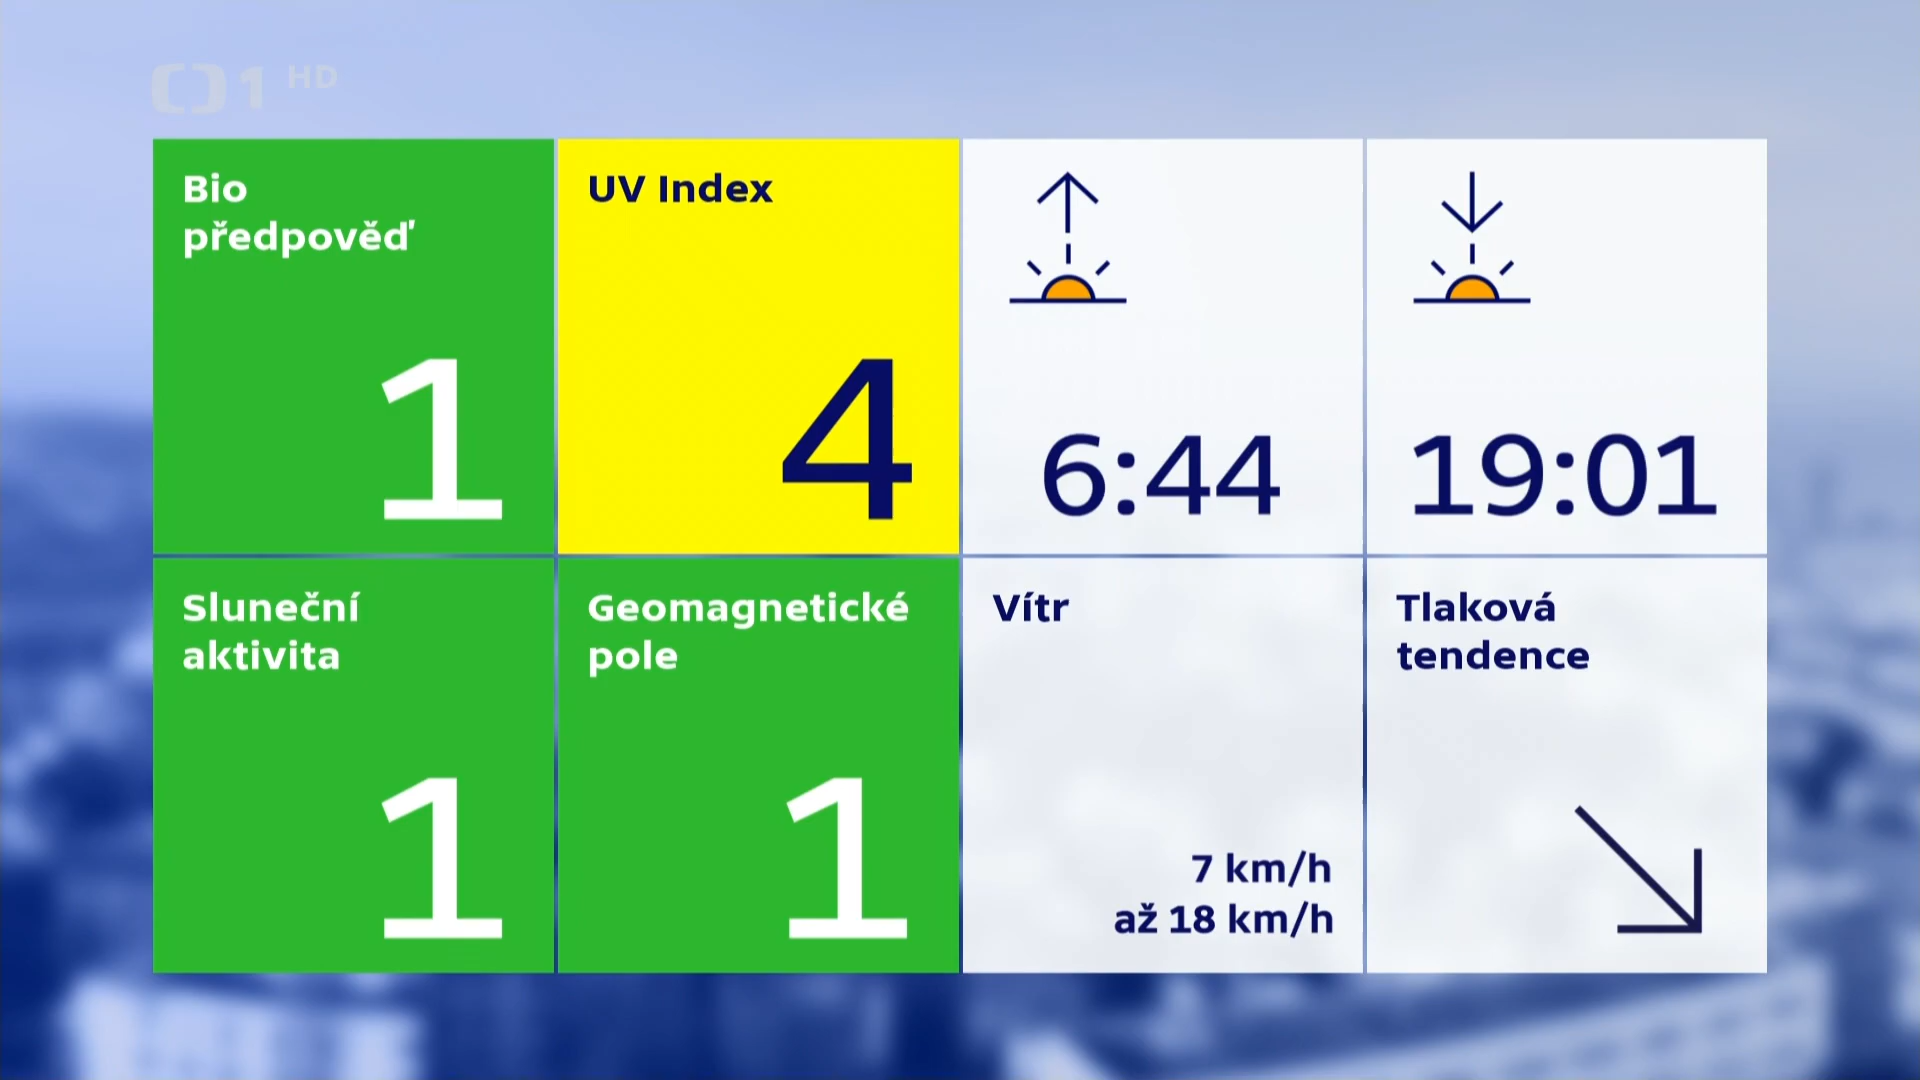 1 HD
Bio
předpověď
1
UV Index
4
6:44
19:01
Sluneční
aktivita
1
Geomagnetické
pole
1
Vítr
7 km/h
až 18 km/h
Tlaková
tendence